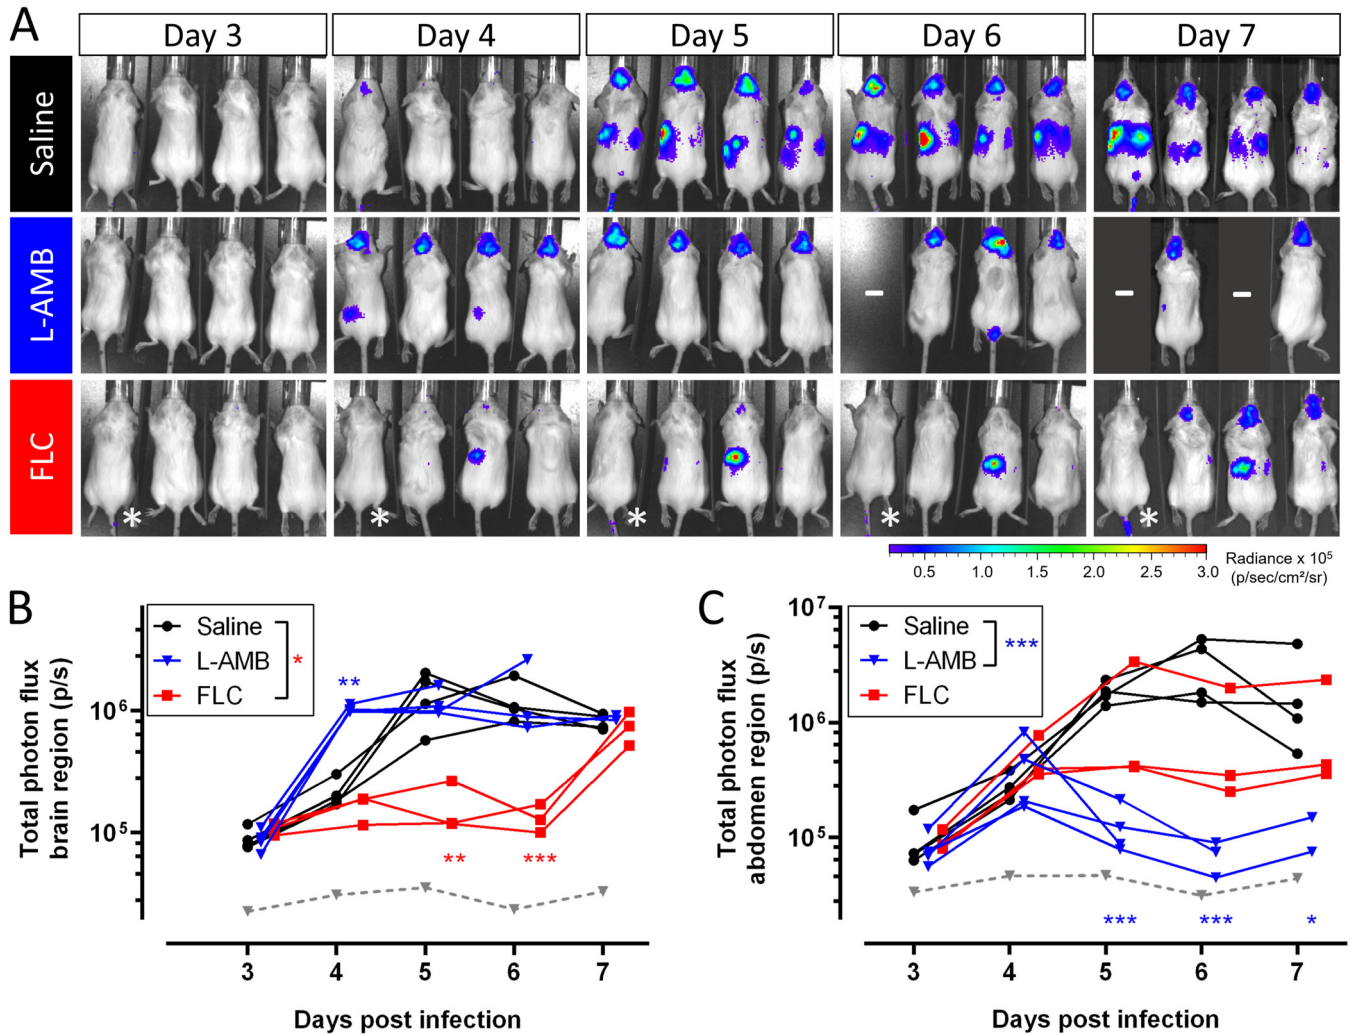 A
Day 3
Day 4
Day 5
Day 6
Day 7
Saline
L-AMB
FLC
*
*
*
*
*
0.5 1.0 1.5 2.0 2.5 3.0
Radiance x 10⁵
(p/sec/cm²/sr)
B
Total photon flux
brain region (p/s)
10⁶
10⁵
Saline
L-AMB
FLC
*
**
**
***
3 4 5 6 7
Days post infection
C
Total photon flux
abdomen region (p/s)
10⁷
10⁶
10⁵
Saline
L-AMB
FLC
***
***
***
*
3 4 5 6 7
Days post infection